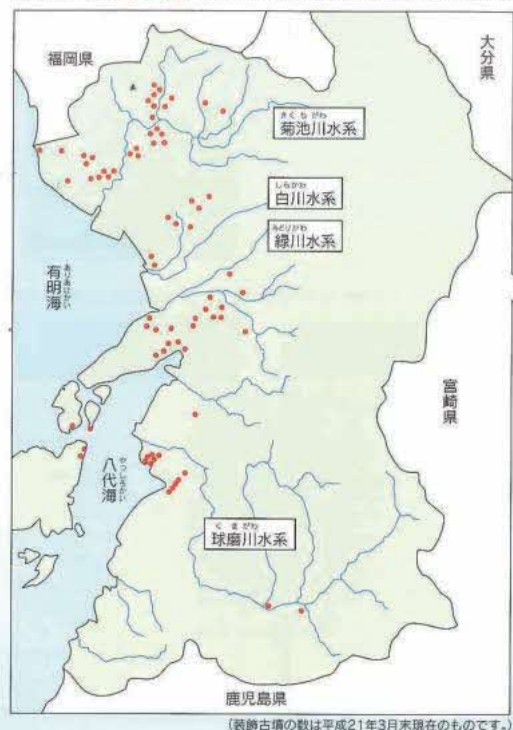 福岡県
大分県
きくちがわ
菊池川水系
しらかわ
白川水系
みどりかわ
緑川水系
ありあけかい
有明海
宮崎県
やつしろかい
八代海
くまがわ
球磨川水系
鹿児島県
(装飾古墳の数は平成21年3月末現在のものです。)